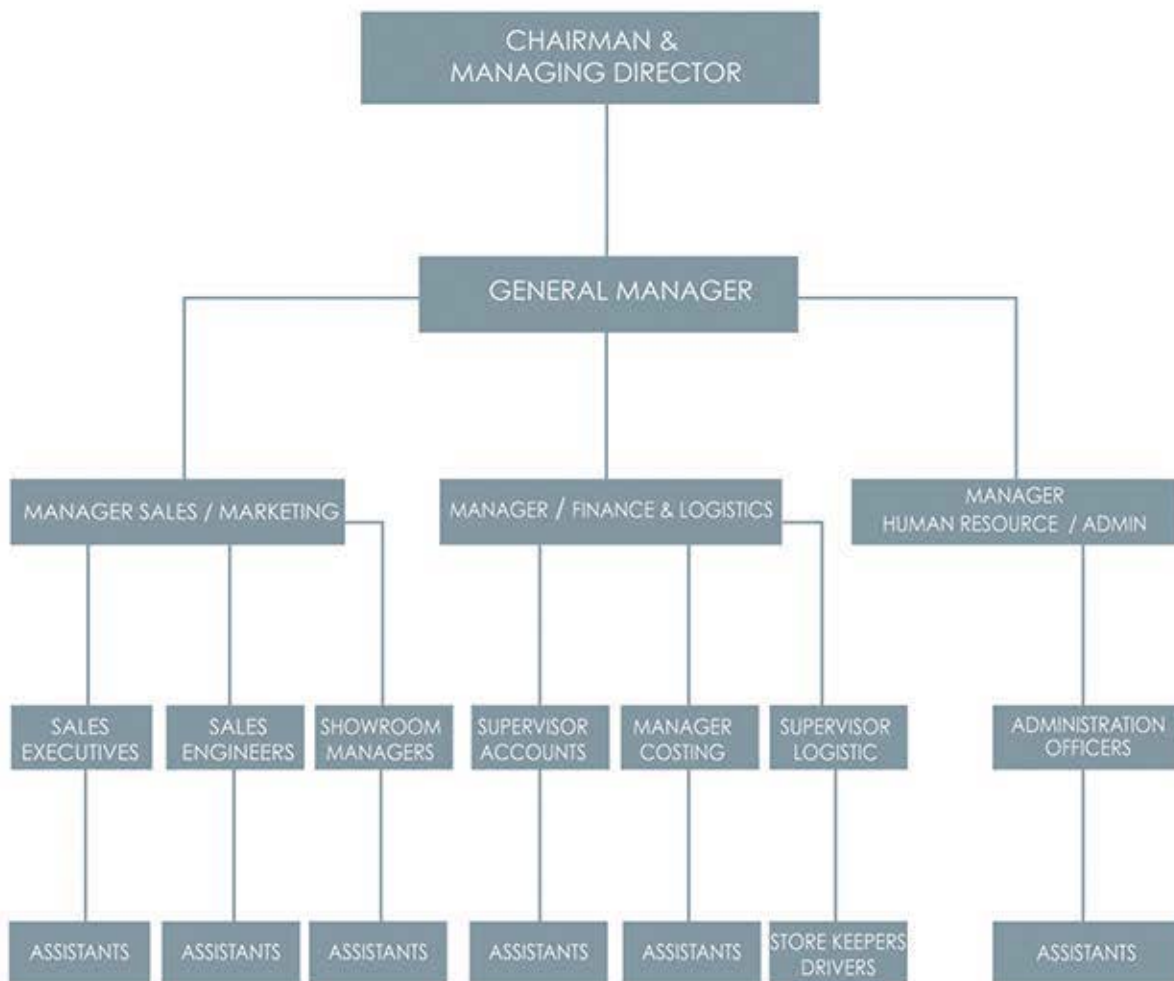 CHAIRMAN &
MANAGING DIRECTOR
GENERAL MANAGER
MANAGER SALES / MARKETING
MANAGER / FINANCE & LOGISTICS
MANAGER
HUMAN RESOURCE / ADMIN
SALES
EXECUTIVES
SALES
ENGINEERS
SHOWROOM
MANAGERS
SUPERVISOR
ACCOUNTS
MANAGER
COSTING
SUPERVISOR
LOGISTIC
ADMINISTRATION
OFFICERS
ASSISTANTS
ASSISTANTS
ASSISTANTS
ASSISTANTS
ASSISTANTS
STORE KEEPERS
DRIVERS
ASSISTANTS